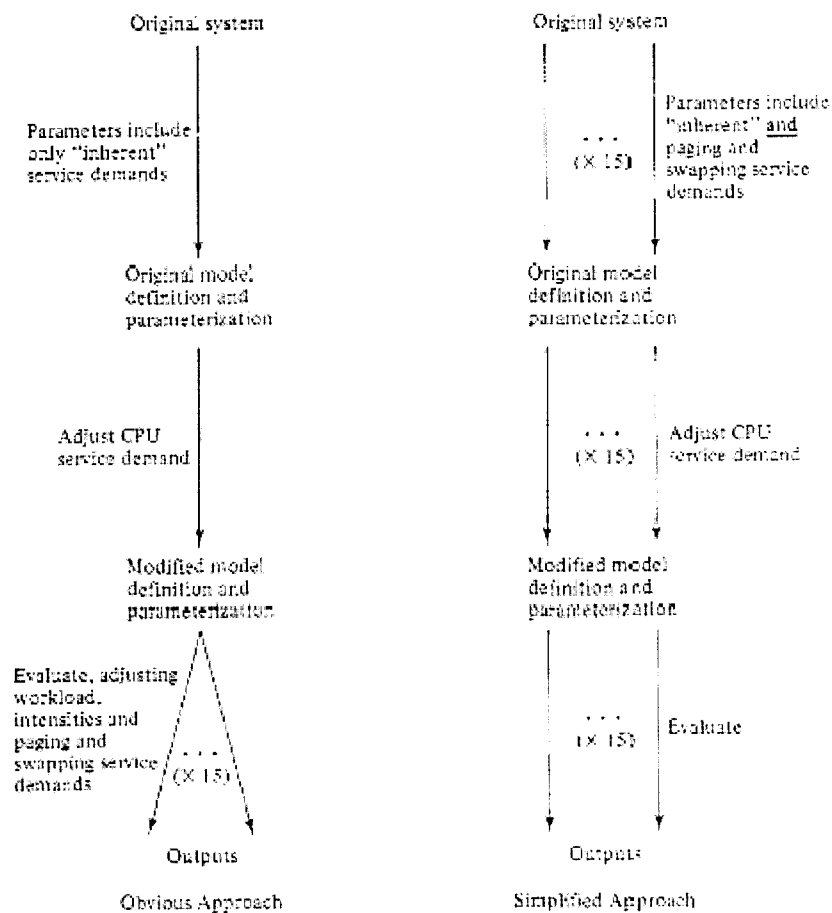 Original system
Parameters include
only "inherent"
service demands
Original model
definition and
parameterization
Adjust CPU
service demand
Modified model
definition and
parameterization
Evaluate, adjusting
workload,
intensities and
paging and
swapping service
demands
. . .
(× 15)
Outputs
Obvious Approach
Original system
Parameters include
"inherent" and
paging and
swapping service
demands
. . .
(× 15)
Original model
definition and
parameterization
. . .
(× 15)
Adjust CPU
service demand
Modified model
definition and
parameterization
. . .
(× 15)
Evaluate
Outputs
Simplified Approach